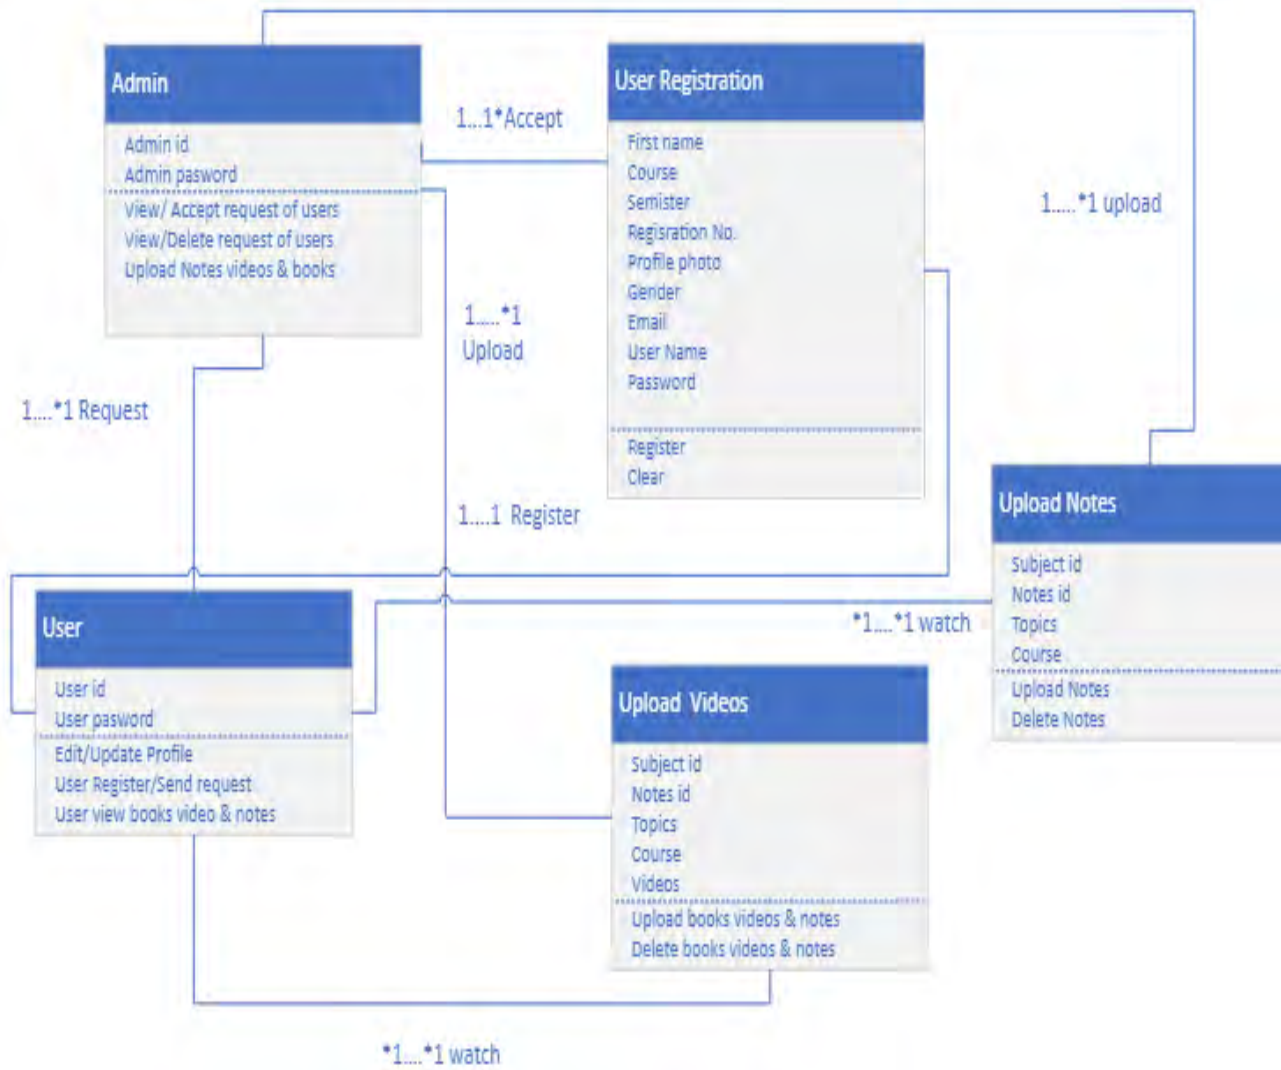 Admin
Admin id
Admin pasword
View/ Accept request of users
View/Delete request of users
Upload Notes videos & books
1...1*Accept
User Registration
First name
Course
Semister
Regisration No.
Profile photo
Gender
Email
User Name
Password
Register
Clear
1.....*1 upload
1.....*1
Upload
1....*1 Request
1....1 Register
Upload Notes
Subject id
Notes id
Topics
Course
Upload Notes
Delete Notes
*1....*1 watch
User
User id
User pasword
Edit/Update Profile
User Register/Send request
User view books video & notes
Upload Videos
Subject id
Notes id
Topics
Course
Videos
Upload books videos & notes
Delete books videos & notes
*1....*1 watch